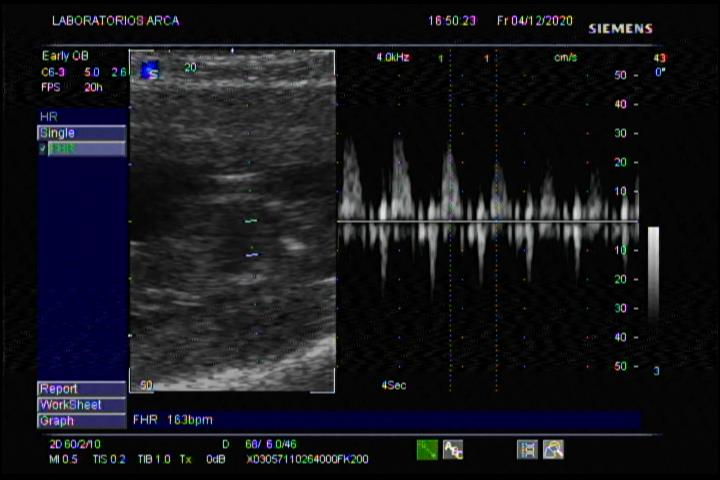 LABORATORIOS ARCA 16:50:23 Fr 04/12/2020 SIEMENS
Early OB
C6-3 5.0 2.6
FPS 20h
S 20
4.0kHz 1 1 cm/s 43
0°
50
40
30
20
10
10
20
30
40
50
3
HR
Single
FHR
50
4Sec
Report
WorkSheet
Graph
FHR 163bpm
2D 60/2/10 D 68/ 6.0/46
MI 0.5 TIS 0.2 TIB 1.0 Tx 0dB X03057110264000FK200
ABC